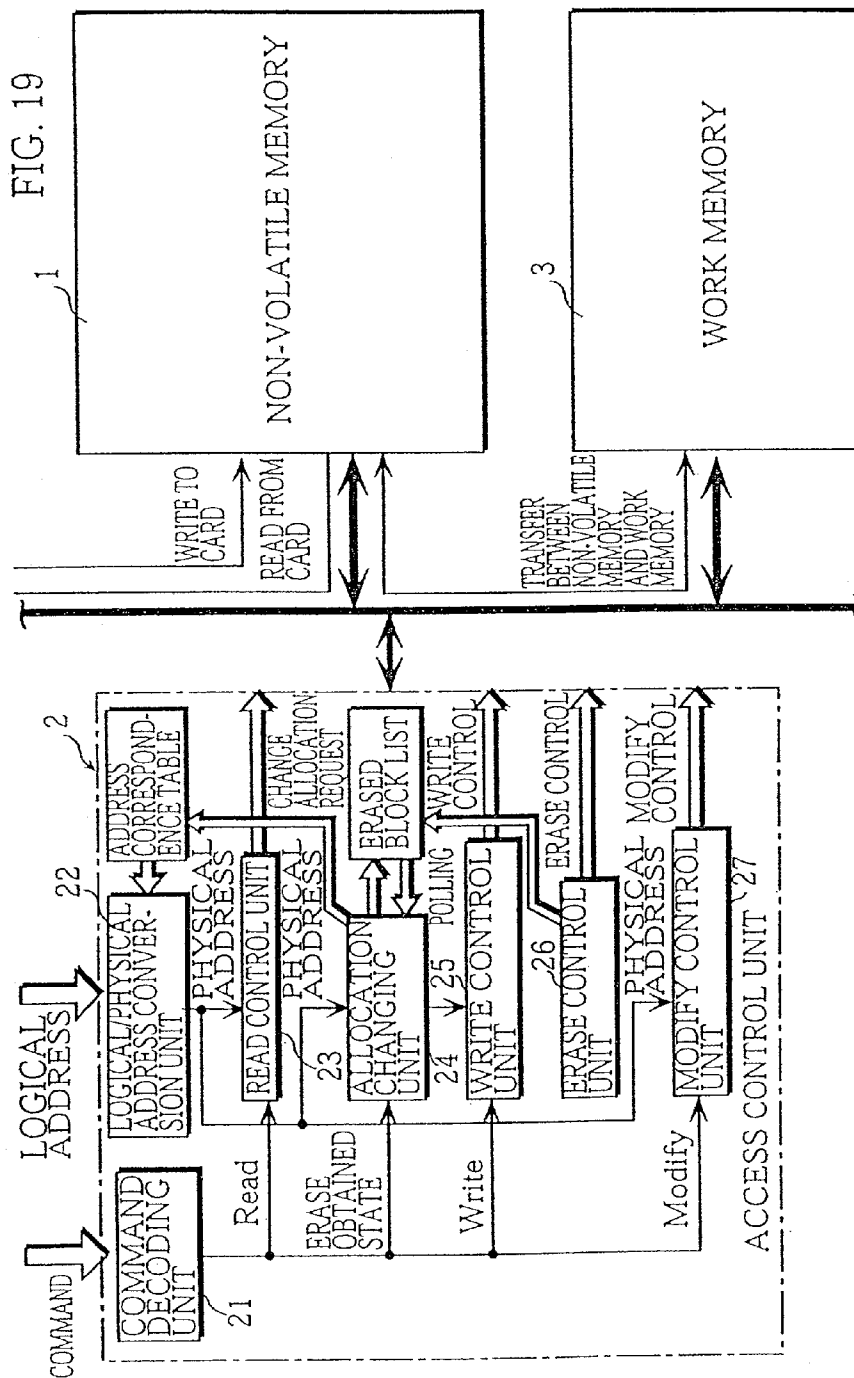 FIG. 19
COMMAND
LOGICAL
ADDRESS
2
COMMAND
DECODING
UNIT
21
22
LOGICAL/PHYSICAL
ADDRESS CONVER-
SION UNIT
ADDRESS
CORRESPOND-
ENCE TABLE
PHYSICAL
ADDRESS
Read
READ CONTROL UNIT
23
CHANGE
ALLOCATION
REQUEST
PHYSICAL
ADDRESS
ERASE
OBTAINED
STATE
ALLOCATION
CHANGING
UNIT
24
ERASED
BLOCK LIST
POLLING
WRITE
CONTROL
25
Write
WRITE CONTROL
UNIT
26
ERASE CONTROL
UNIT
ERASE CONTROL
PHYSICAL
ADDRESS
MODIFY
CONTROL
Modify
MODIFY CONTROL
UNIT
27
ACCESS CONTROL UNIT
WRITE TO
CARD
READ FROM
CARD
1
NON-VOLATILE MEMORY
TRANSFER
BETWEEN
NON-VOLATILE
MEMORY
AND WORK
MEMORY
3
WORK MEMORY